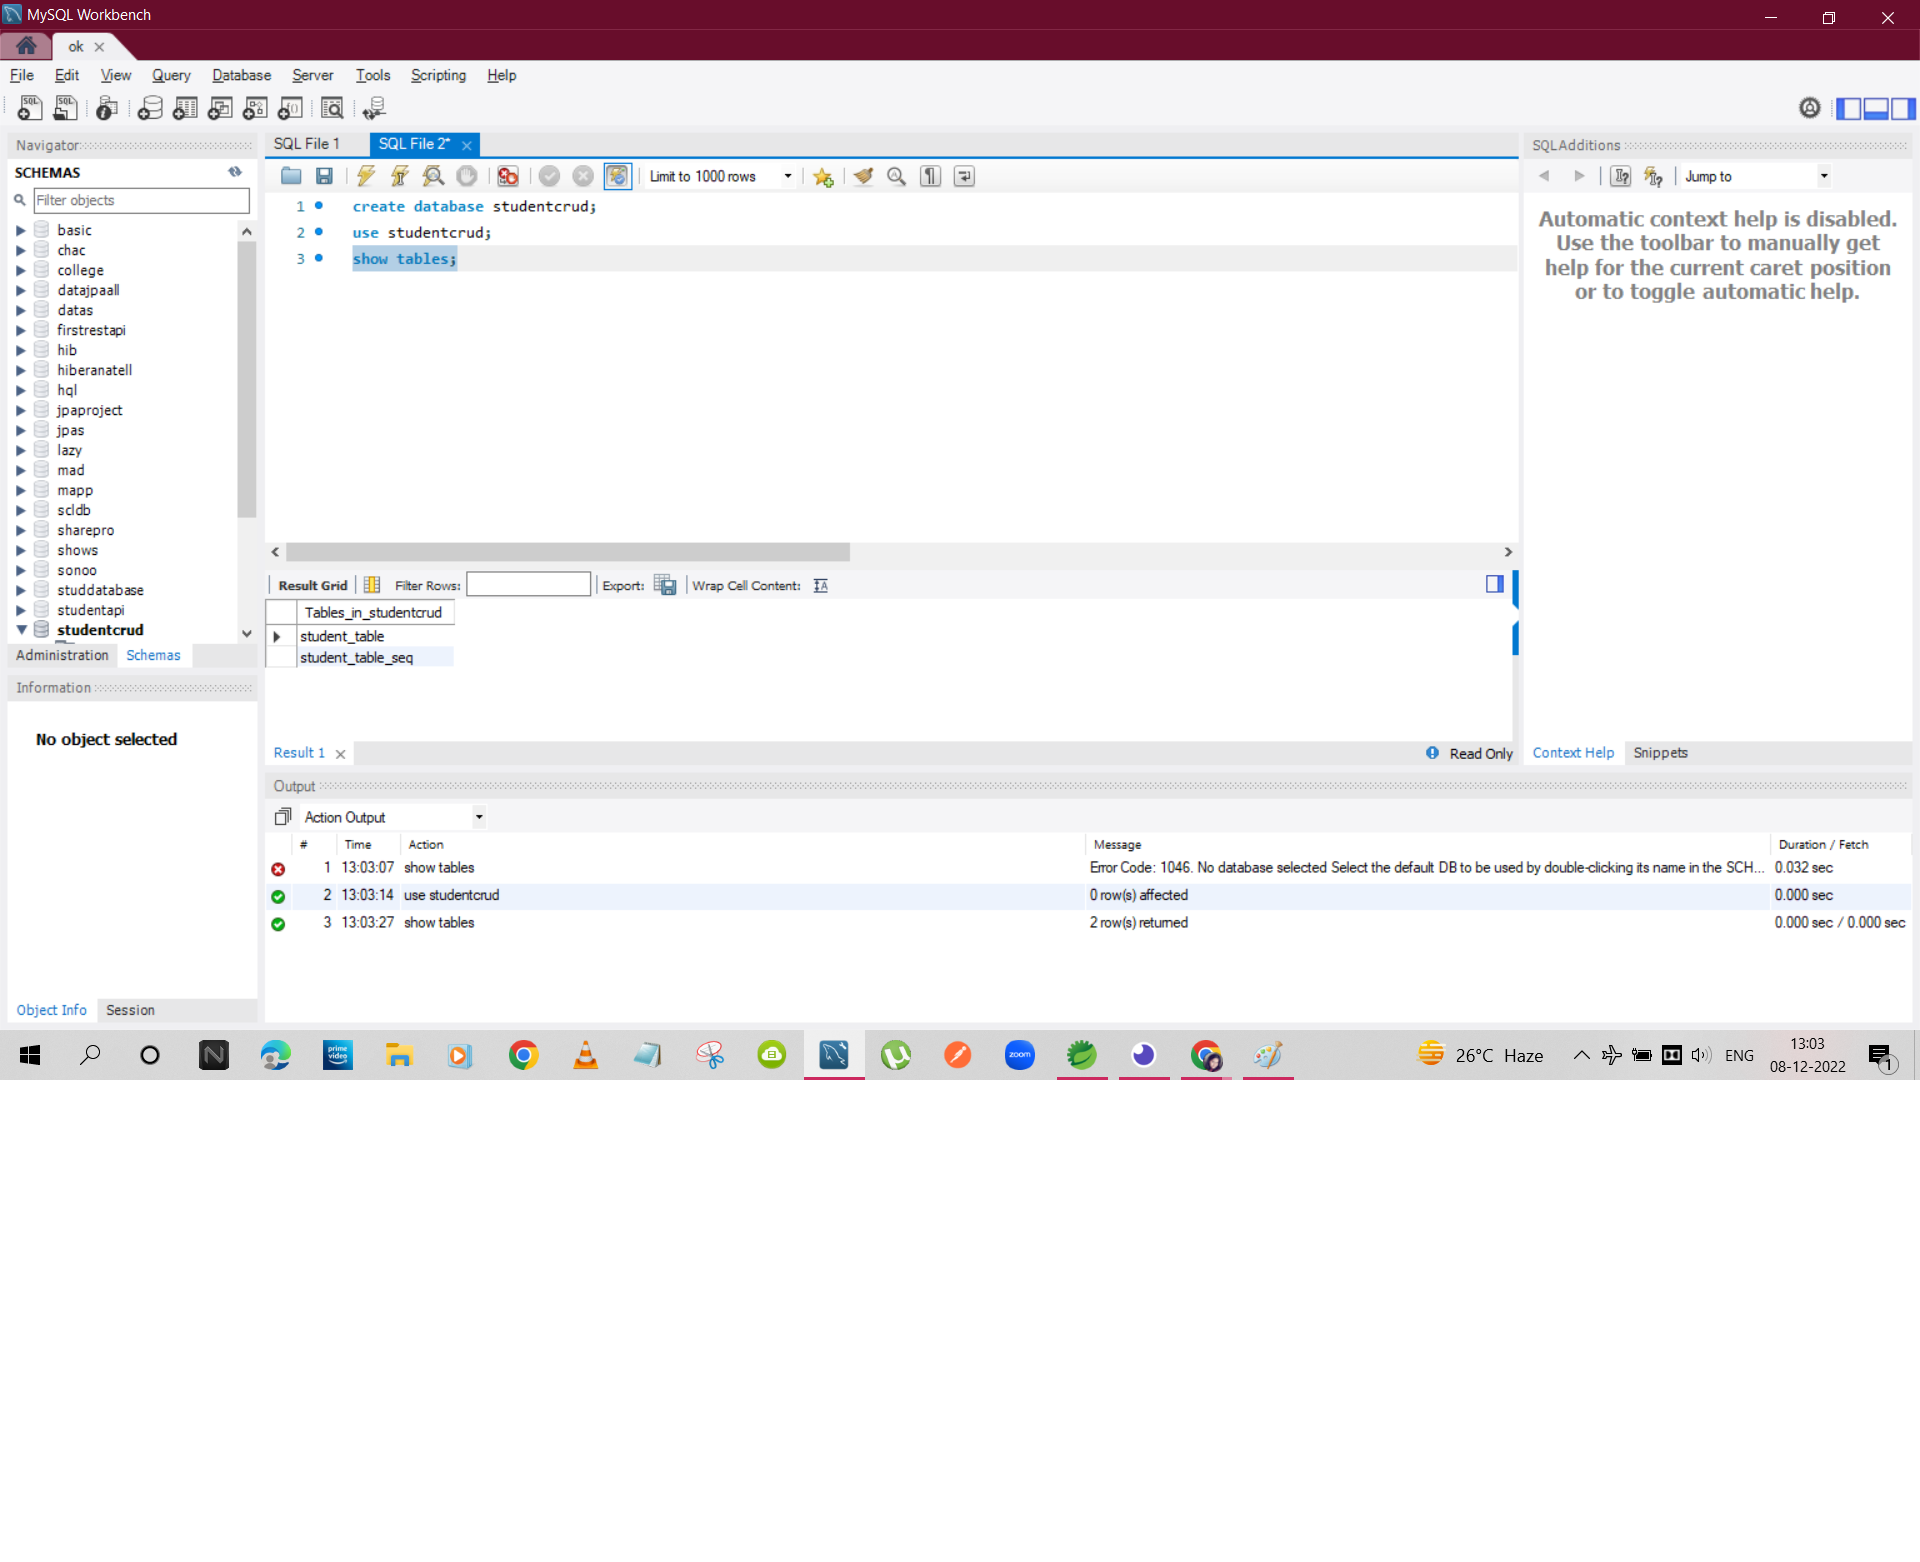 MySQL Workbench
ok
File Edit View Query Database Server Tools Scripting Help
Navigator
SCHEMAS
Filter objects
basic
chac
college
datajpaall
datas
firstrestapi
hib
hiberanatell
hql
jpaproject
jpas
lazy
mad
mapp
scldb
sharepro
shows
sonoo
studdatabase
studentapi
studentcrud
Administration Schemas
Information
No object selected
Object Info Session
SQL File 1 SQL File 2*
Limit to 1000 rows
1 create database studentcrud;
2 use studentcrud;
3 show tables;
Result Grid Filter Rows: Export: Wrap Cell Content:
Tables_in_studentcrud
student_table
student_table_seq
Result 1 Read Only
SQLAdditions
Jump to
Automatic context help is disabled.
Use the toolbar to manually get
help for the current caret position
or to toggle automatic help.
Context Help Snippets
Output
Action Output
# Time Action Message Duration / Fetch
1 13:03:07 show tables Error Code: 1046. No database selected Select the default DB to be used by double-clicking its name in the SCH... 0.032 sec
2 13:03:14 use studentcrud 0 row(s) affected 0.000 sec
3 13:03:27 show tables 2 row(s) returned 0.000 sec / 0.000 sec
prime video
zoom
26°C Haze
ENG
13:03
08-12-2022
1